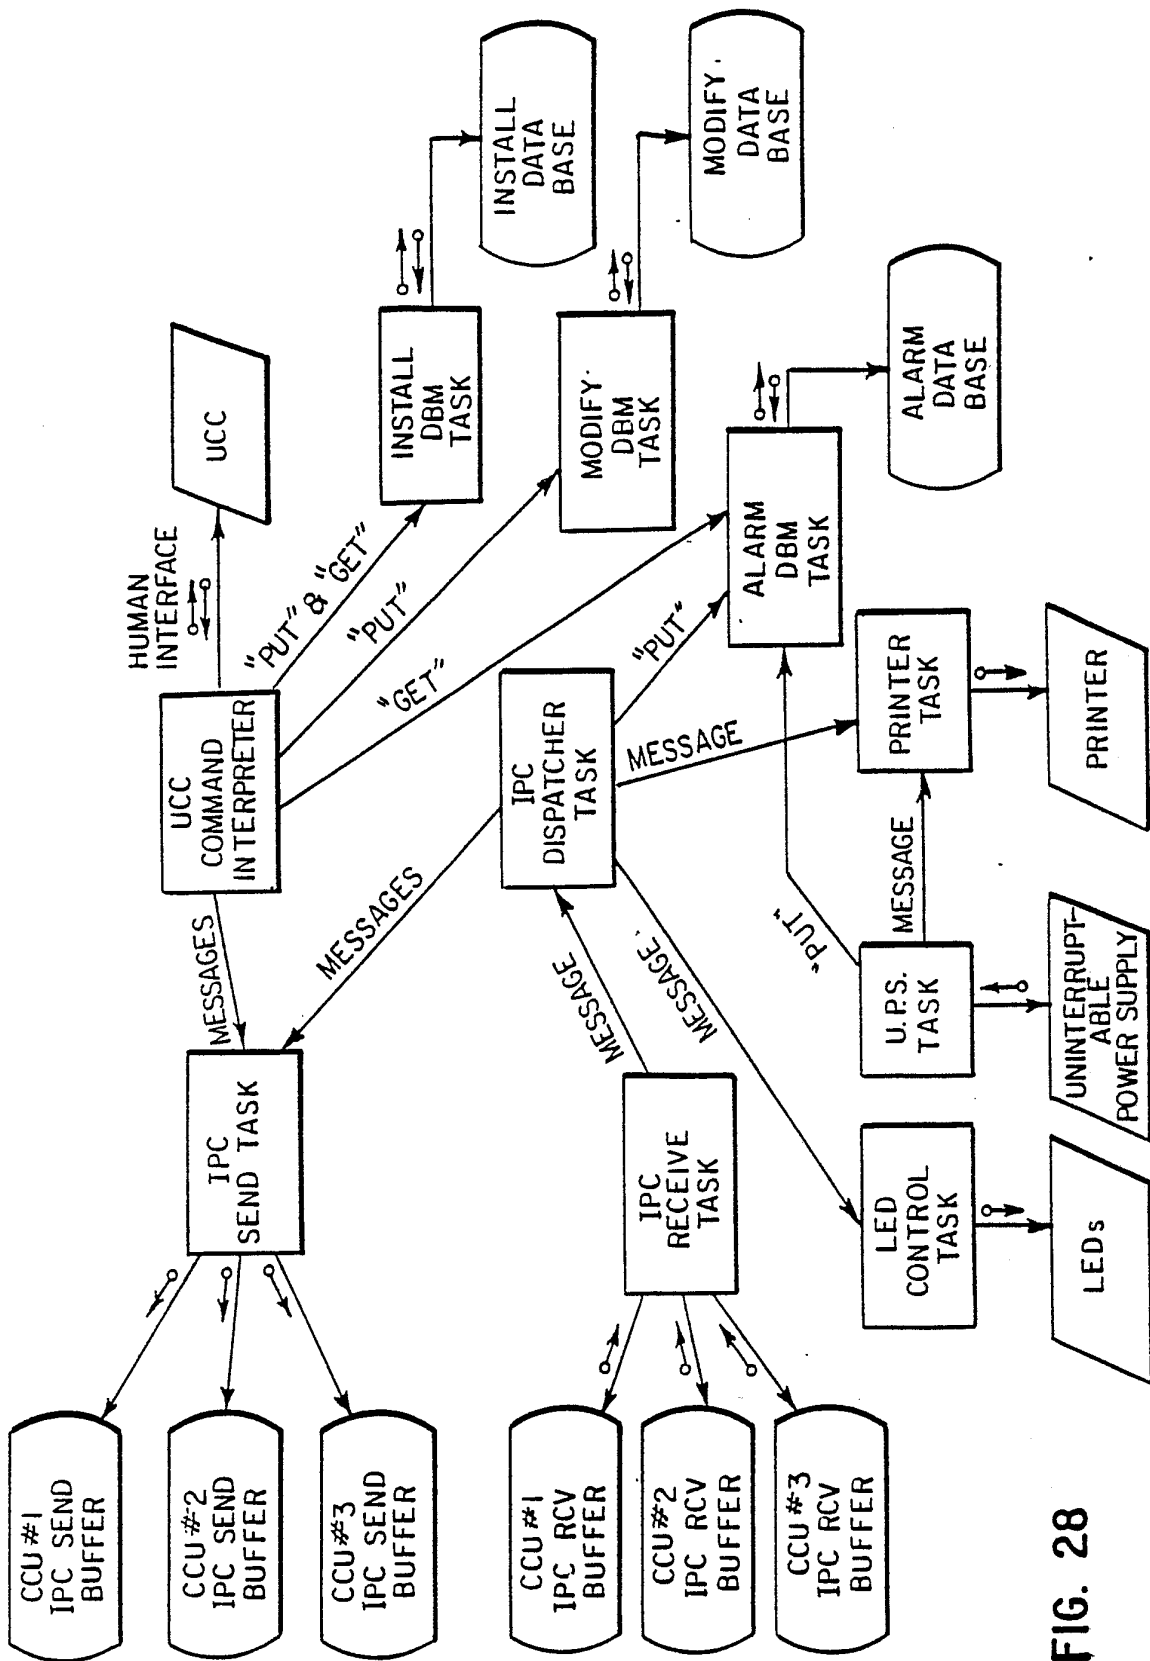 CCU #1
IPC SEND
BUFFER
CCU #2
IPC SEND
BUFFER
CCU #3
IPC SEND
BUFFER
CCU #1
IPC RCV
BUFFER
CCU #2
IPC RCV
BUFFER
CCU #3
IPC RCV
BUFFER
FIG. 28
IPC
SEND TASK
IPC
RECEIVE
TASK
LED
CONTROL
TASK
LEDs
MESSAGES
MESSAGES
MESSAGE
MESSAGE
UCC
COMMAND
INTERPRETER
IPC
DISPATCHER
TASK
U.P.S.
TASK
UNINTERRUPT-
ABLE
POWER SUPPLY
HUMAN
INTERFACE
"PUT" & "GET"
"PUT"
"GET"
"PUT"
MESSAGE
"PUT"
MESSAGE
PRINTER
TASK
PRINTER
UCC
INSTALL
DBM
TASK
MODIFY
DBM
TASK
ALARM
DBM
TASK
INSTALL
DATA
BASE
MODIFY
DATA
BASE
ALARM
DATA
BASE